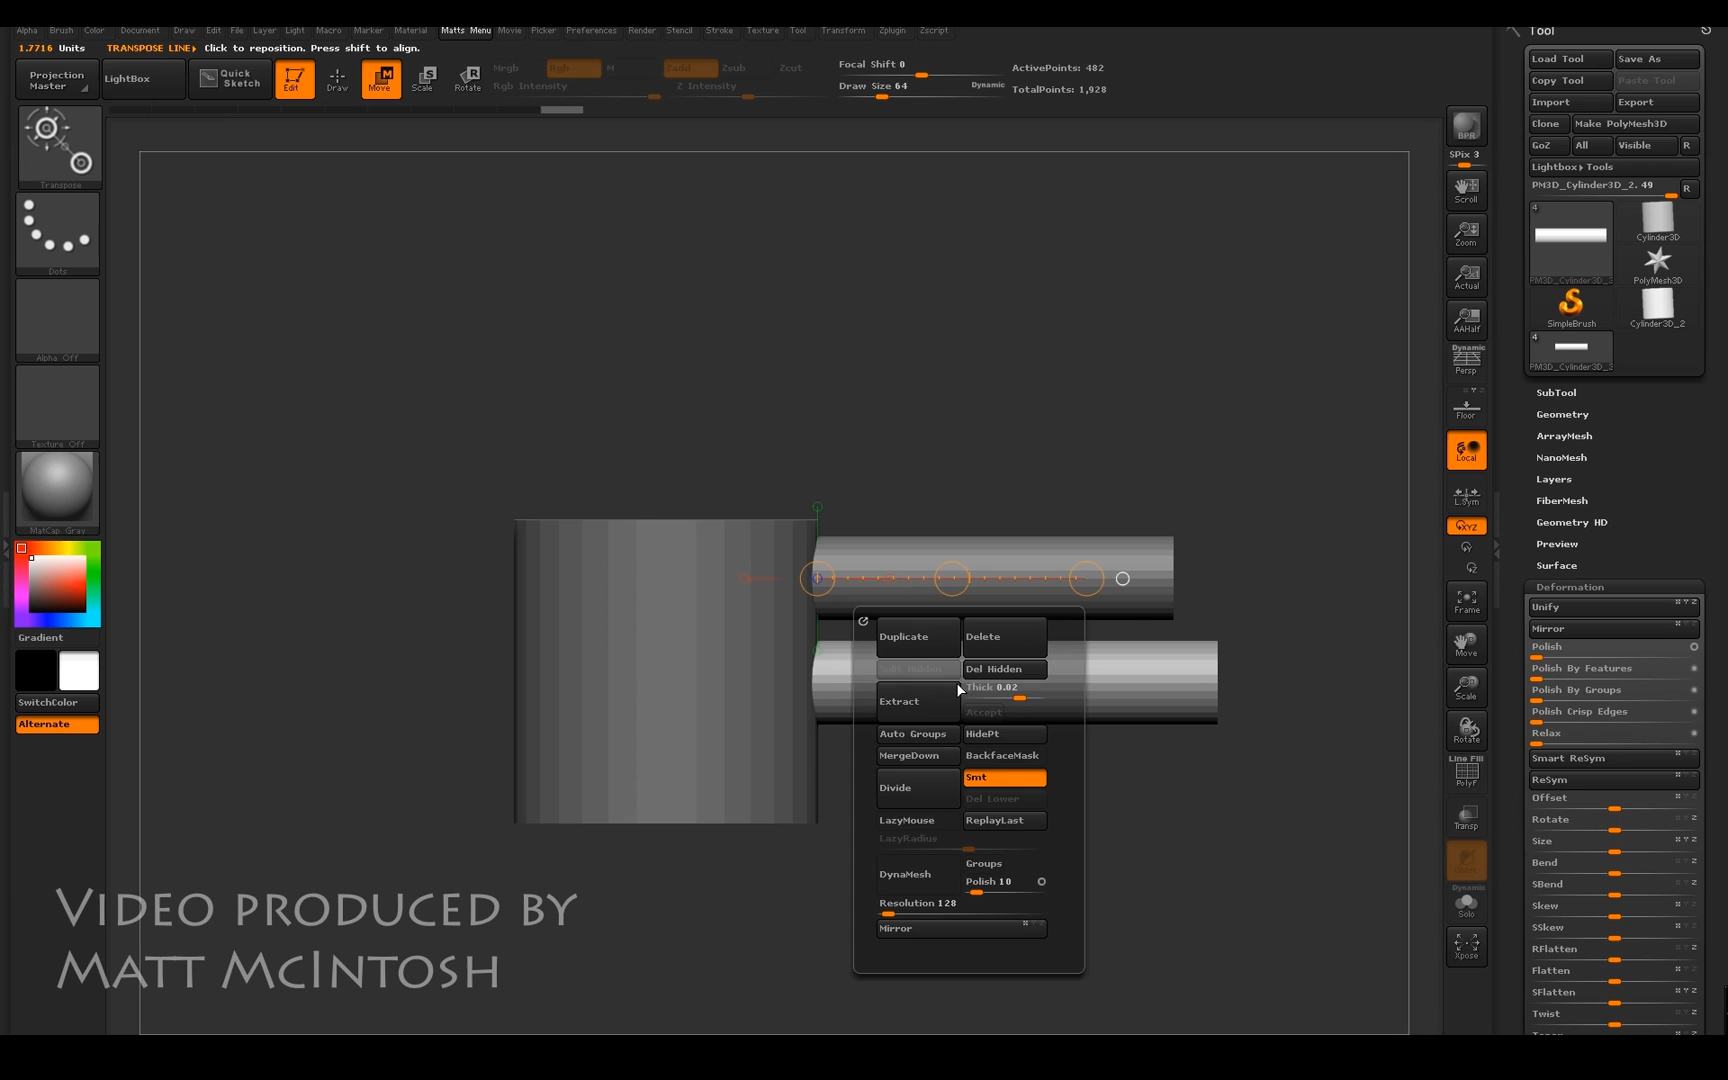 Alpha Brush Color Document Draw Edit File Layer Light Macro Marker Material Matts Menu Movie Picker Preferences Render Stencil Stroke Texture Tool Transform Zplugin Zscript
1.7716 Units TRANSPOSE LINE Click to reposition. Press shift to align.
Projection Master
LightBox
Quick Sketch
Edit
Draw
Move
Scale
Rotate
Mrgb Rgb M Zadd Zsub Zcut
Rgb Intensity Z Intensity
Focal Shift 0
Draw Size 64 Dynamic
ActivePoints: 482
TotalPoints: 1,928
Transpose
Dots
Alpha Off
Texture Off
MatCap Gray
Gradient
SwitchColor
Alternate
Duplicate Delete
Split Hidden Del Hidden
Extract Thick 0.02
Accept
Auto Groups HidePt
MergeDown BackfaceMask
Divide Smt
Del Lower
LazyMouse ReplayLast
LazyRadius
DynaMesh Groups
Polish 10
Resolution 128
Mirror
Video produced by
Matt McIntosh
BPR
SPix 3
Scroll
Zoom
Actual
AAHalf
Dynamic
Persp
Floor
Local
L.Sym
XYZ
Frame
Move
Scale
Rotate
Line Fill
PolyF
Transp
Dynamic
Solo
Xpose
Tool
Load Tool Save As
Copy Tool Paste Tool
Import Export
Clone Make PolyMesh3D
GoZ All Visible R
Lightbox Tools
PM3D_Cylinder3D_2. 49 R
4
Cylinder3D
PM3D_Cylinder3D_3
PolyMesh3D
SimpleBrush Cylinder3D_2
4
PM3D_Cylinder3D_3
SubTool
Geometry
ArrayMesh
NanoMesh
Layers
FiberMesh
Geometry HD
Preview
Surface
Deformation
Unify
Mirror
Polish
Polish By Features
Polish By Groups
Polish Crisp Edges
Relax
Smart ReSym
ReSym
Offset
Rotate
Size
Bend
SBend
Skew
SSkew
RFlatten
Flatten
SFlatten
Twist